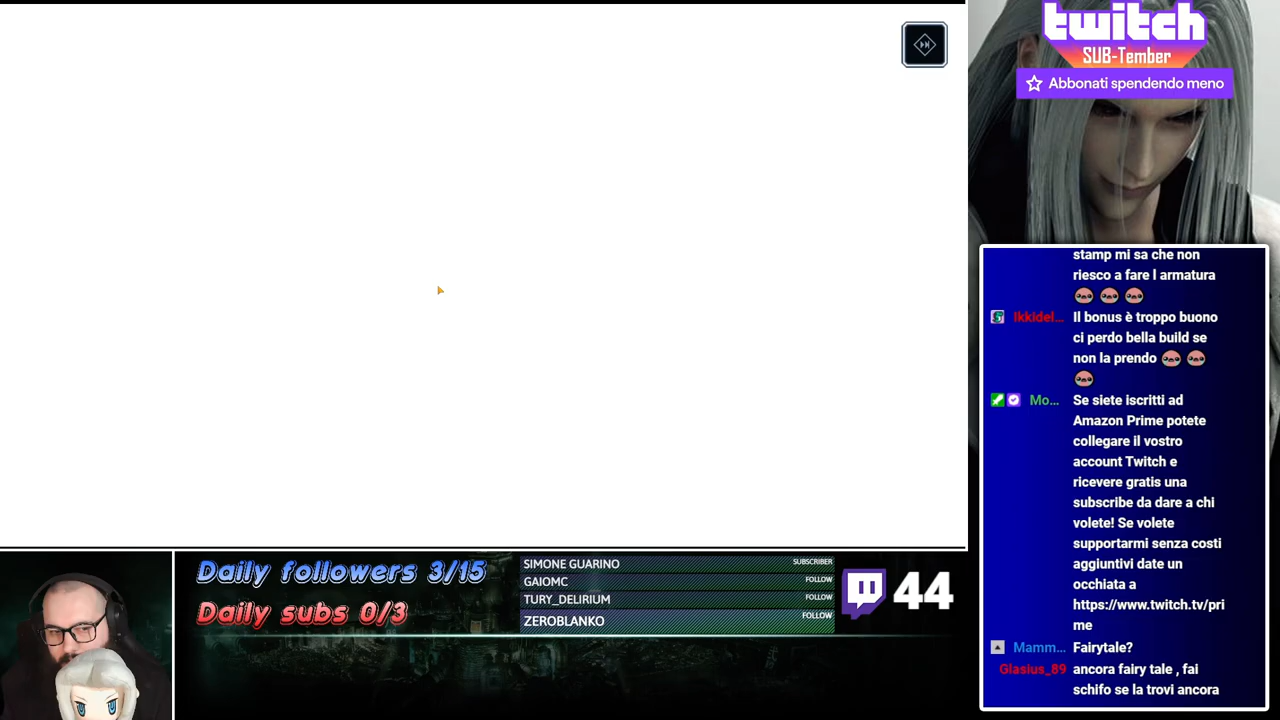 twitch
SUB-Tember
Abbonati spendendo meno
stamp mi sa che non
riesco a fare l armatura
Ikkidel… Il bonus è troppo buono
ci perdo bella build se
non la prendo
Mo… Se siete iscritti ad
Amazon Prime potete
collegare il vostro
account Twitch e
ricevere gratis una
subscribe da dare a chi
volete! Se volete
supportarmi senza costi
aggiuntivi date un
occhiata a
https://www.twitch.tv/pri
me
Mamm… Fairytale?
Glasius_89 ancora fairy tale , fai
schifo se la trovi ancora
Daily followers 3/15
Daily subs 0/3
SIMONE GUARINO SUBSCRIBER
GAIOMC FOLLOW
TURY_DELIRIUM FOLLOW
ZEROBLANKO FOLLOW
44